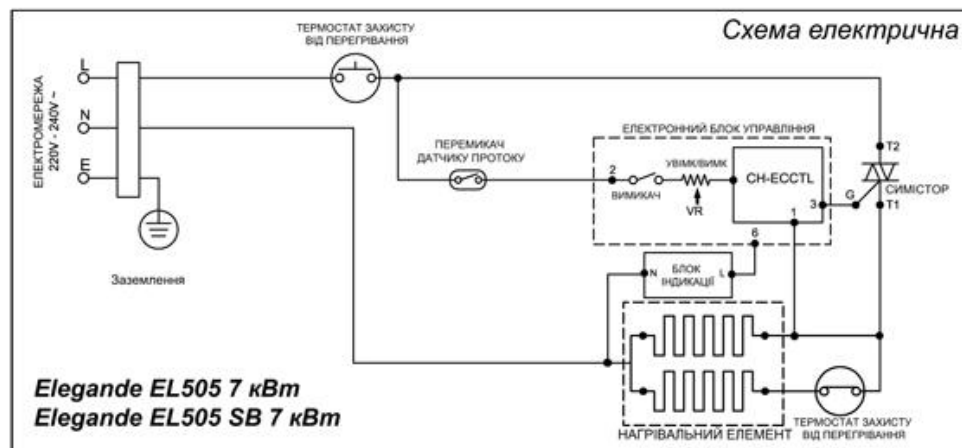 Схема електрична
ТЕРМОСТАТ ЗАХИСТУ
ВІД ПЕРЕГРІВАННЯ
ЕЛЕКТРОМЕРЕЖА
220V - 240V ~
L
N
E
Заземлення
ПЕРЕМИКАЧ
ДАТЧИКУ ПРОТОКУ
ЕЛЕКТРОННИЙ БЛОК УПРАВЛІННЯ
2
ВИМИКАЧ
УВІМК/ВИМК
VR
CH-ECCTL
3
1
6
G
T2
СИМІСТОР
T1
N
БЛОК
ІНДИКАЦІЇ
L
НАГРІВАЛЬНИЙ ЕЛЕМЕНТ
ТЕРМОСТАТ ЗАХИСТУ
ВІД ПЕРЕГРІВАННЯ
Elegande EL505 7 кВт
Elegande EL505 SB 7 кВт